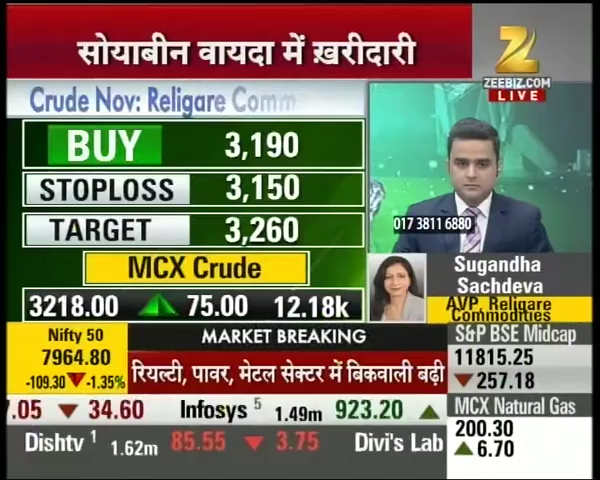 सोयाबीन वायदा में ख़रीदारी
Z
ZEEBIZ.COM
LIVE
Crude Nov: Religare Comm
BUY 3,190
STOPLOSS 3,150
TARGET 3,260
MCX Crude
3218.00 75.00 12.18k
017 3811 6880
Sugandha
Sachdeva
AVP, Religare
Commodities
Nifty 50
7964.80
-109.30 -1.35%
MARKET BREAKING
रियल्टी, पावर, मेटल सेक्टर में बिकवाली बढ़ी
S&P BSE Midcap
11815.25
257.18
7.05 34.60 Infosys 5 1.49m 923.20
MCX Natural Gas
200.30
6.70
Dishtv 1 1.62m 85.55 3.75 Divi's Lab